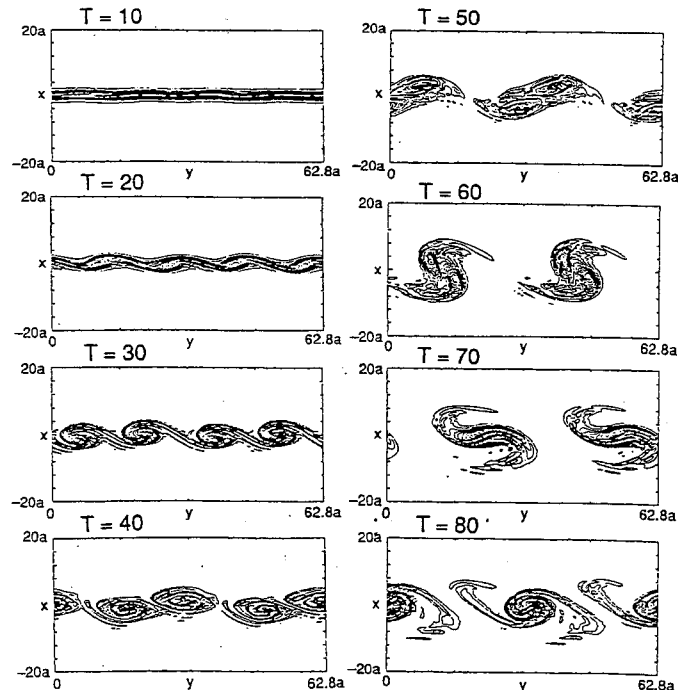 T = 10
20a
x
-20a
0
y
62.8a
T = 20
20a
x
-20a
0
y
62.8a
T = 30
20a
x
-20a
0
y
62.8a
T = 40
20a
x
-20a
0
y
62.8a
T = 50
20a
x
-20a
0
y
62.8a
T = 60
20a
x
-20a
0
y
62.8a
T = 70
20a
x
-20a
0
y
62.8a
T = 80
20a
x
-20a
0
y
62.8a